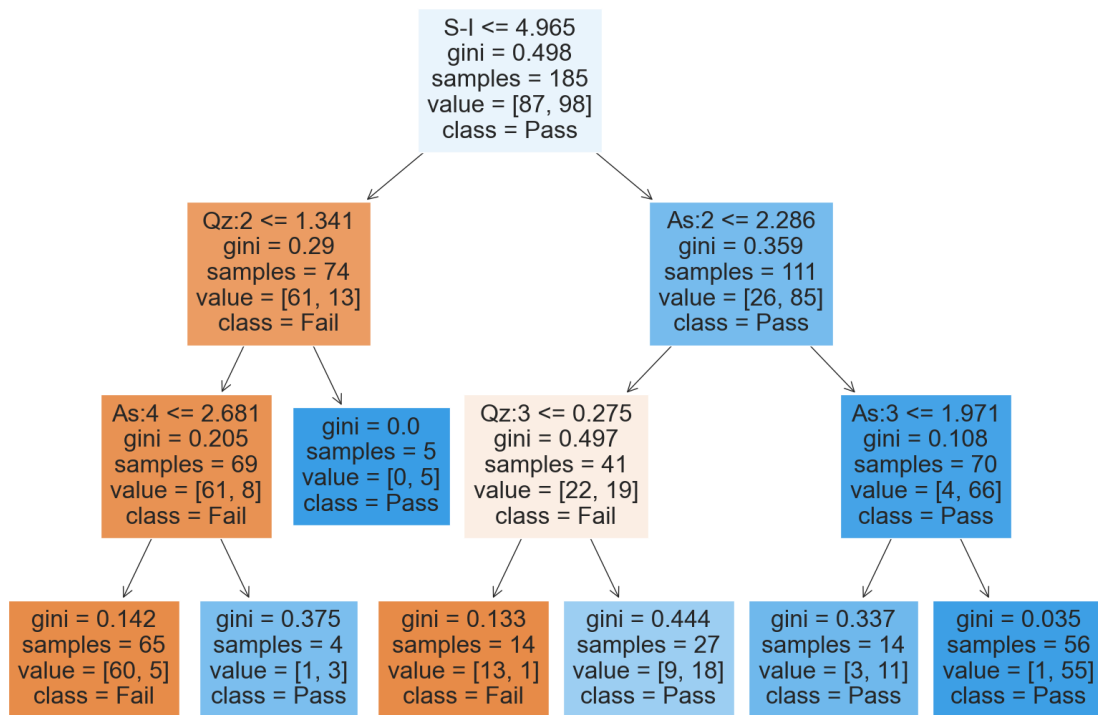 S-I <= 4.965
gini = 0.498
samples = 185
value = [87, 98]
class = Pass
Qz:2 <= 1.341
gini = 0.29
samples = 74
value = [61, 13]
class = Fail
As:2 <= 2.286
gini = 0.359
samples = 111
value = [26, 85]
class = Pass
As:4 <= 2.681
gini = 0.205
samples = 69
value = [61, 8]
class = Fail
gini = 0.0
samples = 5
value = [0, 5]
class = Pass
Qz:3 <= 0.275
gini = 0.497
samples = 41
value = [22, 19]
class = Fail
As:3 <= 1.971
gini = 0.108
samples = 70
value = [4, 66]
class = Pass
gini = 0.142
samples = 65
value = [60, 5]
class = Fail
gini = 0.375
samples = 4
value = [1, 3]
class = Pass
gini = 0.133
samples = 14
value = [13, 1]
class = Fail
gini = 0.444
samples = 27
value = [9, 18]
class = Pass
gini = 0.337
samples = 14
value = [3, 11]
class = Pass
gini = 0.035
samples = 56
value = [1, 55]
class = Pass